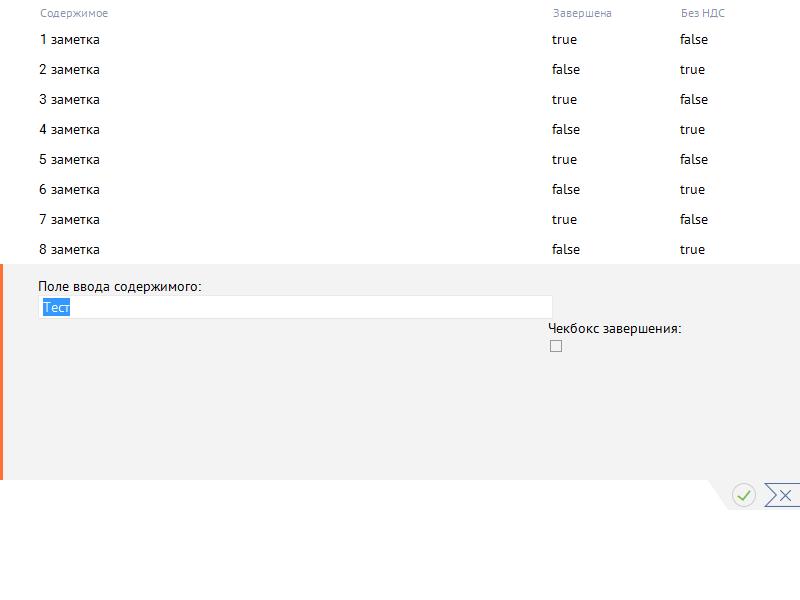 Содержимое Завершена Без НДС
1 заметка true false
2 заметка false true
3 заметка true false
4 заметка false true
5 заметка true false
6 заметка false true
7 заметка true false
8 заметка false true
Поле ввода содержимого:
Тест
Чекбокс завершения: